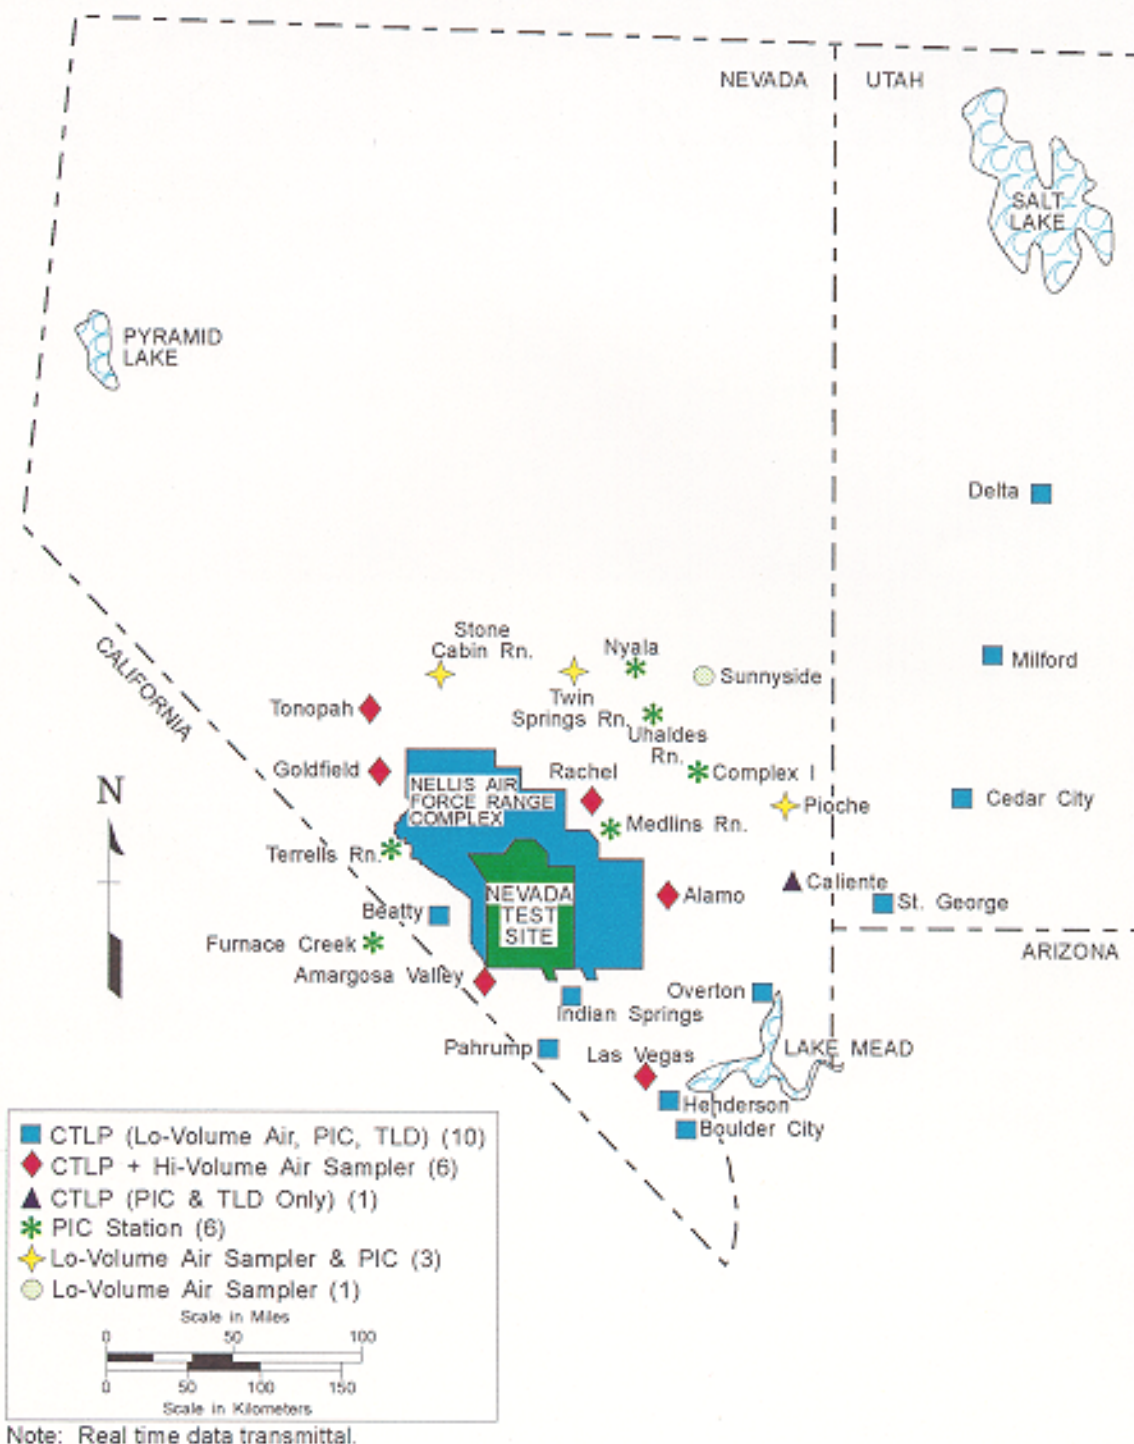 NEVADA
UTAH
SALT
LAKE
PYRAMID
LAKE
Delta
Stone
Cabin Rn.
Nyala
Milford
Sunnyside
CALIFORNIA
Twin
Springs Rn.
Tonopah
Uhaldes
Rn.
Goldfield
Rachel
Complex I
NELLIS AIR
FORCE RANGE
COMPLEX
N
Pioche
Cedar City
Medlins Rn.
Terrells Rn.
NEVADA
TEST
SITE
Alamo
Caliente
St. George
Beatty
Furnace Creek
ARIZONA
Amargosa Valley
Overton
Indian Springs
Pahrump
Las Vegas
LAKE MEAD
Henderson
Boulder City
CTLP (Lo-Volume Air, PIC, TLD) (10)
CTLP + Hi-Volume Air Sampler (6)
CTLP (PIC & TLD Only) (1)
PIC Station (6)
Lo-Volume Air Sampler & PIC (3)
Lo-Volume Air Sampler (1)
Scale in Miles
0 50 100
0 50 100 150
Scale in Kilometers
Note: Real time data transmittal.